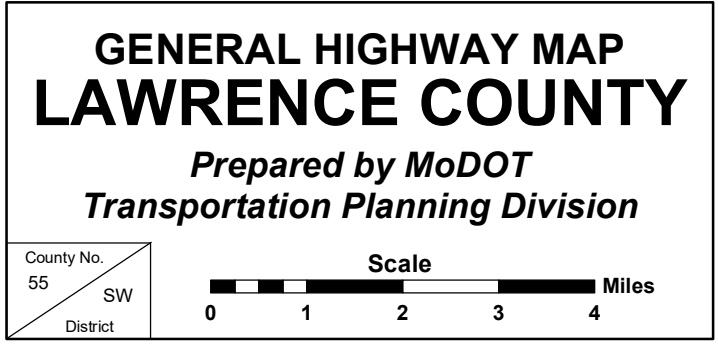 GENERAL HIGHWAY MAP
LAWRENCE COUNTY
Prepared by MoDOT
Transportation Planning Division
County No.
55
SW
District
Scale
Miles
0 1 2 3 4